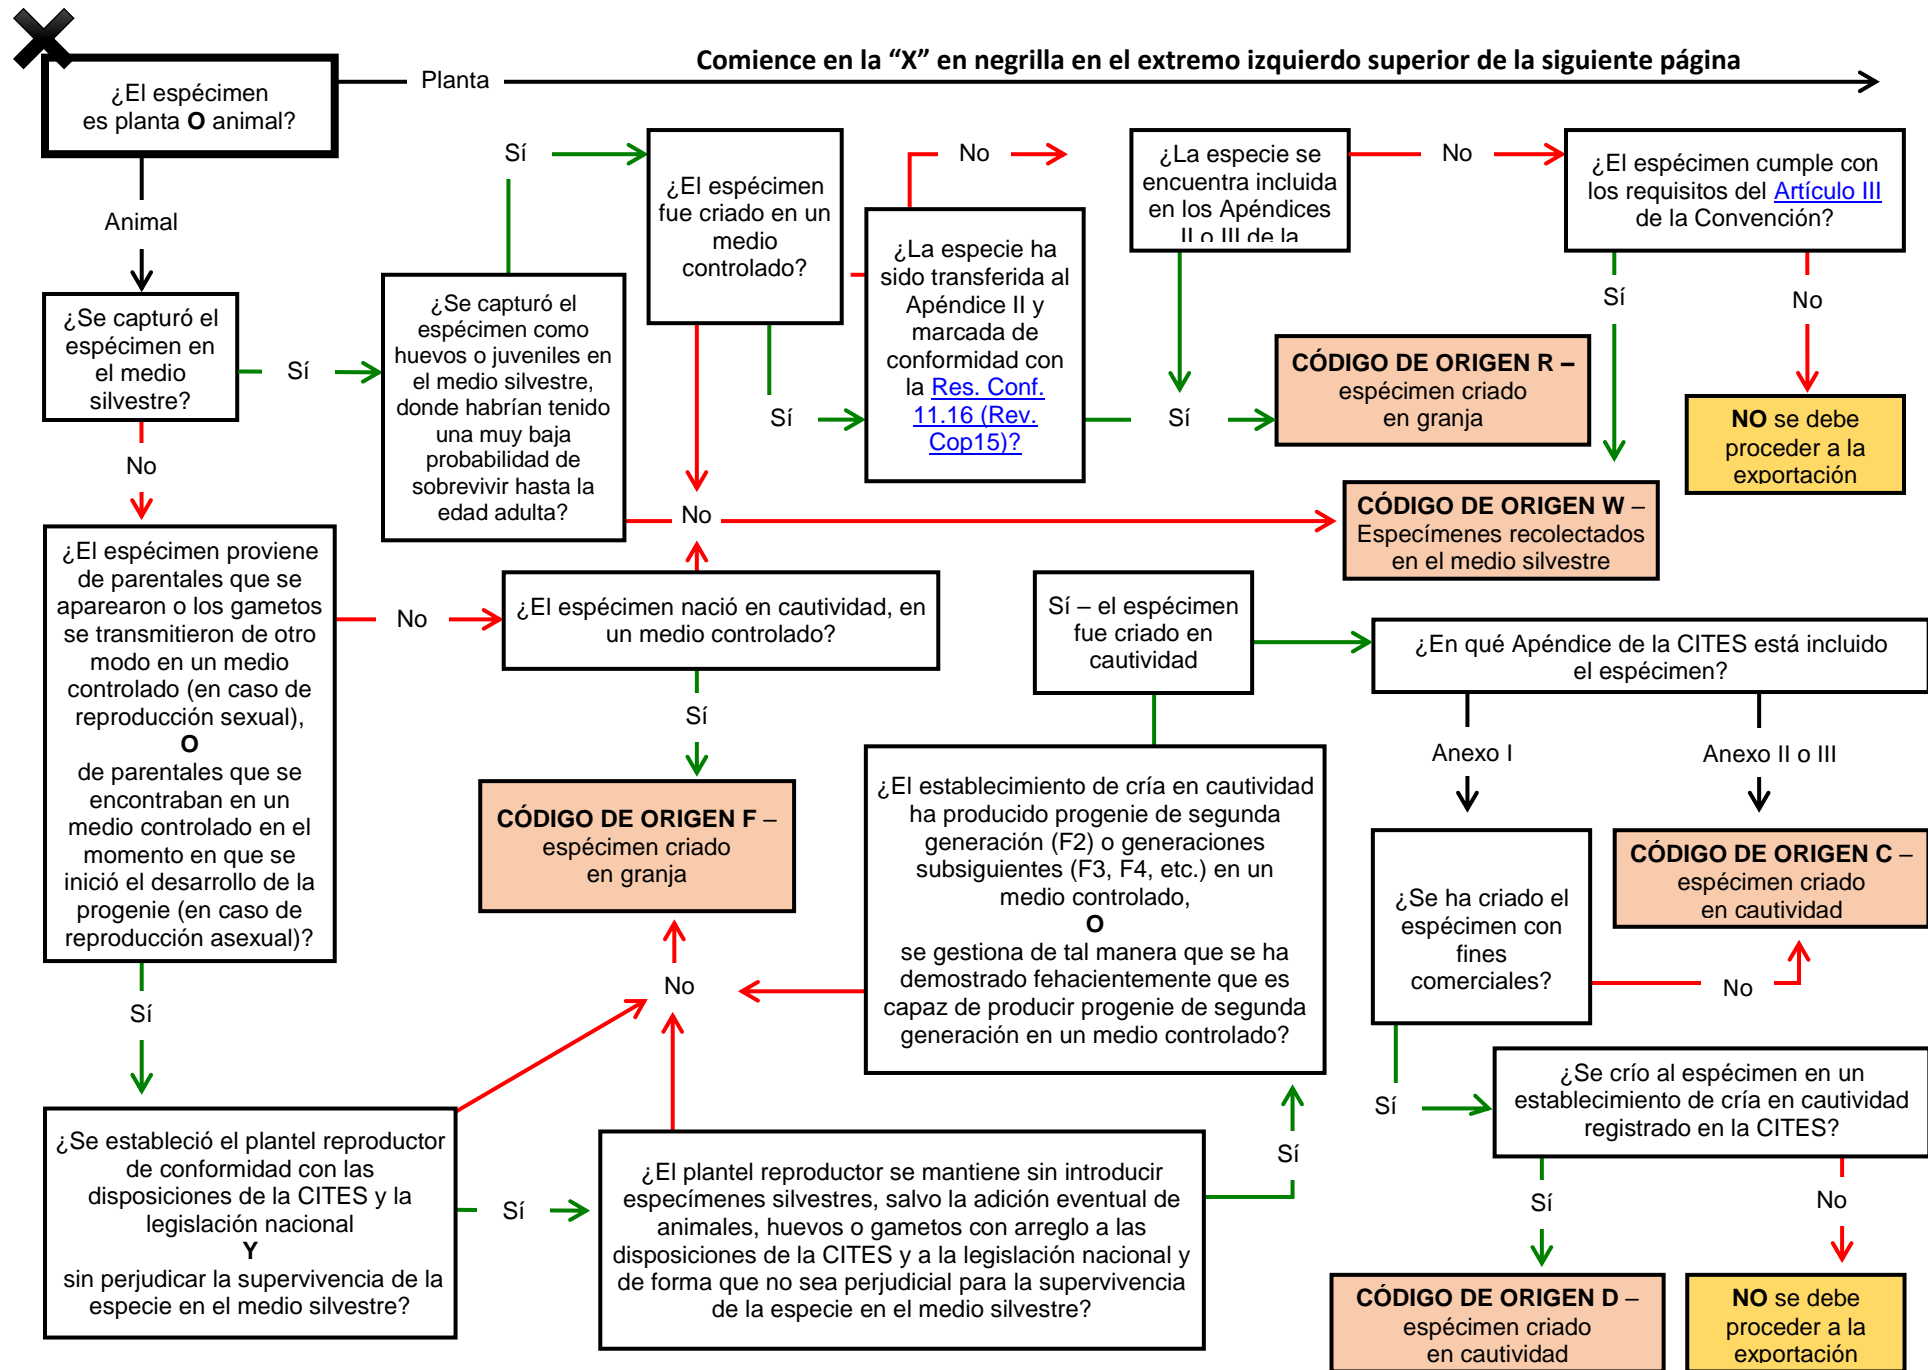 Comience en la “X” en negrilla en el extremo izquierdo superior de la siguiente página
¿El espécimen
es planta O animal?
Planta
Animal
¿Se capturó el
espécimen en
el medio
silvestre?
Sí
No
¿Se capturó el
espécimen como
huevos o juveniles en
el medio silvestre,
donde habrían tenido
una muy baja
probabilidad de
sobrevivir hasta la
edad adulta?
Sí
¿El espécimen
fue criado en un
medio
controlado?
Sí
No
¿La especie ha
sido transferida al
Apéndice II y
marcada de
conformidad con
la Res. Conf.
11.16 (Rev.
Cop15)?
No
Sí
¿La especie se
encuentra incluida
en los Apéndices
II o III de la
No
¿El espécimen cumple con
los requisitos del Artículo III
de la Convención?
Sí
No
CÓDIGO DE ORIGEN R –
espécimen criado
en granja
NO se debe
proceder a la
exportación
CÓDIGO DE ORIGEN W –
Especímenes recolectados
en el medio silvestre
¿El espécimen proviene
de parentales que se
aparearon o los gametos
se transmitieron de otro
modo en un medio
controlado (en caso de
reproducción sexual),
O
de parentales que se
encontraban en un
medio controlado en el
momento en que se
inició el desarrollo de la
progenie (en caso de
reproducción asexual)?
No
Sí
¿El espécimen nació en cautividad, en
un medio controlado?
Sí
CÓDIGO DE ORIGEN F –
espécimen criado
en granja
No
Sí – el espécimen
fue criado en
cautividad
¿En qué Apéndice de la CITES está incluido
el espécimen?
Anexo I
Anexo II o III
¿El establecimiento de cría en cautividad
ha producido progenie de segunda
generación (F2) o generaciones
subsiguientes (F3, F4, etc.) en un
medio controlado,
O
se gestiona de tal manera que se ha
demostrado fehacientemente que es
capaz de producir progenie de segunda
generación en un medio controlado?
¿Se ha criado el
espécimen con
fines
comerciales?
CÓDIGO DE ORIGEN C –
espécimen criado
en cautividad
No
Sí
¿Se crío al espécimen en un
establecimiento de cría en cautividad
registrado en la CITES?
Sí
No
¿Se estableció el plantel reproductor
de conformidad con las
disposiciones de la CITES y la
legislación nacional
Y
sin perjudicar la supervivencia de la
especie en el medio silvestre?
Sí
¿El plantel reproductor se mantiene sin introducir
especímenes silvestres, salvo la adición eventual de
animales, huevos o gametos con arreglo a las
disposiciones de la CITES y a la legislación nacional y
de forma que no sea perjudicial para la supervivencia
de la especie en el medio silvestre?
Sí
CÓDIGO DE ORIGEN D –
espécimen criado
en cautividad
NO se debe
proceder a la
exportación